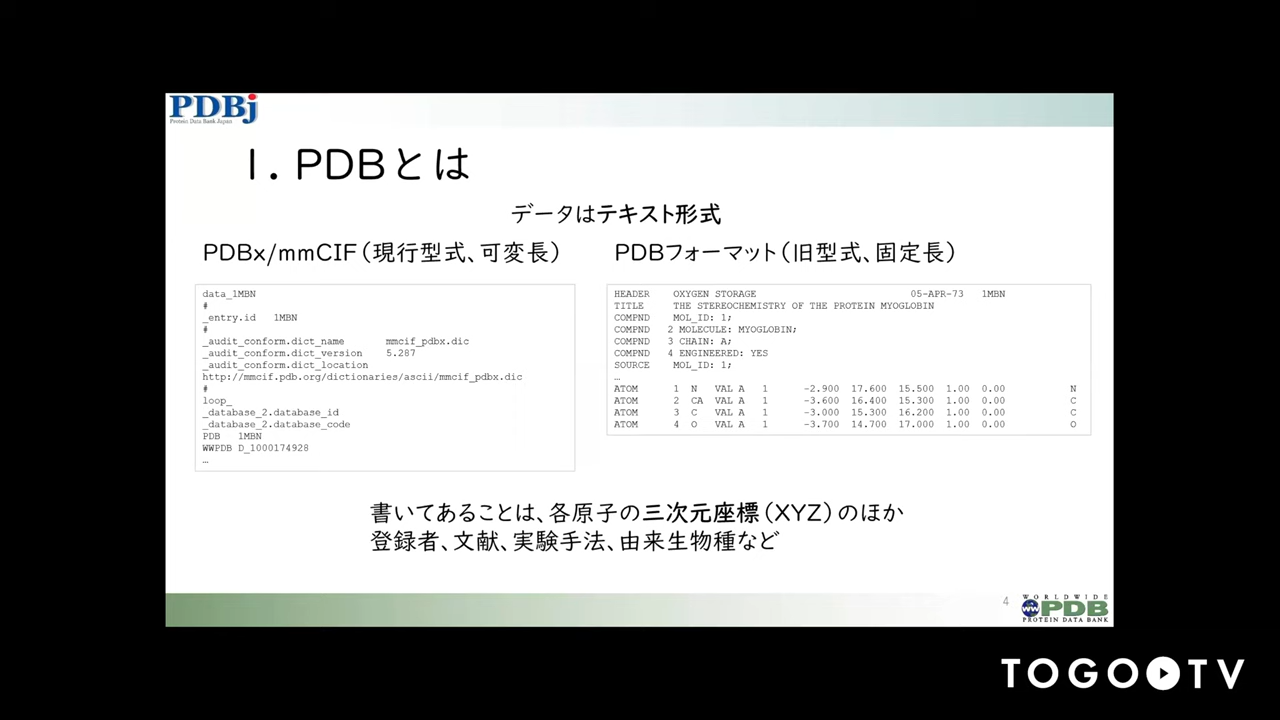 PDBj
Protein Data Bank Japan
1. PDBとは
データはテキスト形式
PDBx/mmCIF(現行型式、可変長)
data_1MBN
#
_entry.id 1MBN
#
_audit_conform.dict_name mmcif_pdbx.dic
_audit_conform.dict_version 5.287
_audit_conform.dict_location
http://mmcif.pdb.org/dictionaries/ascii/mmcif_pdbx.dic
#
loop_
_database_2.database_id
_database_2.database_code
PDB 1MBN
WWPDB D_1000174928
…
PDBフォーマット(旧型式、固定長)
HEADER OXYGEN STORAGE 05-APR-73 1MBN
TITLE THE STEREOCHEMISTRY OF THE PROTEIN MYOGLOBIN
COMPND MOL_ID: 1;
COMPND 2 MOLECULE: MYOGLOBIN;
COMPND 3 CHAIN: A;
COMPND 4 ENGINEERED: YES
SOURCE MOL_ID: 1;
…
ATOM 1 N VAL A 1 -2.900 17.600 15.500 1.00 0.00 N
ATOM 2 CA VAL A 1 -3.600 16.400 15.300 1.00 0.00 C
ATOM 3 C VAL A 1 -3.000 15.300 16.200 1.00 0.00 C
ATOM 4 O VAL A 1 -3.700 14.700 17.000 1.00 0.00 O
書いてあることは、各原子の三次元座標(XYZ)のほか
登録者、文献、実験手法、由来生物種など
4
WORLDWIDE
ww PDB
PROTEIN DATA BANK
TOGO TV